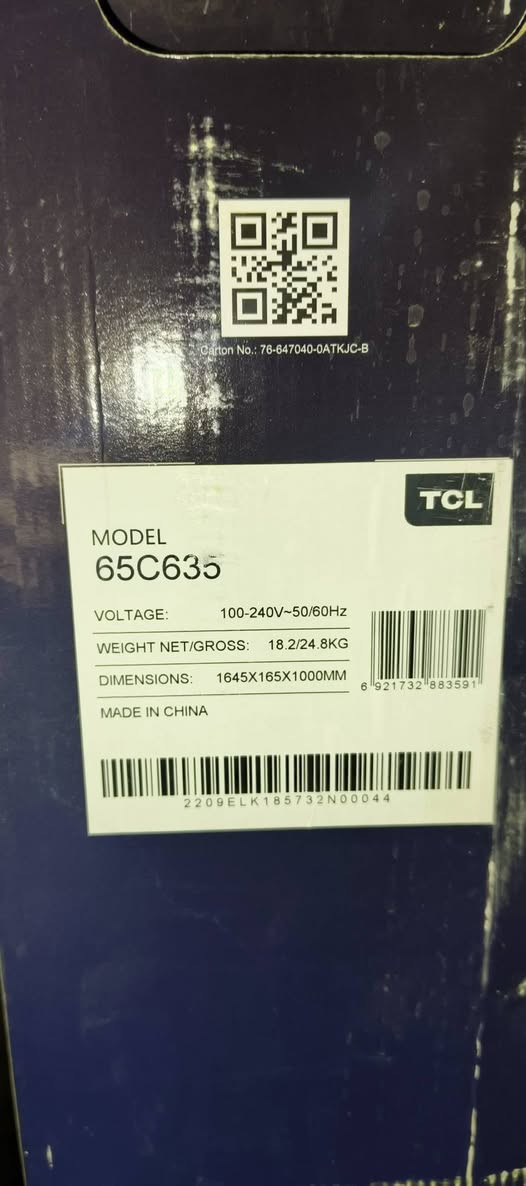 Carton No.: 76-647040-0ATKJC-B
TCL
MODEL
65C635
VOLTAGE: 100-240V~50/60Hz
WEIGHT NET/GROSS: 18.2/24.8KG
DIMENSIONS: 1645X165X1000MM
6 921732 883591
MADE IN CHINA
2209ELK185732N00044